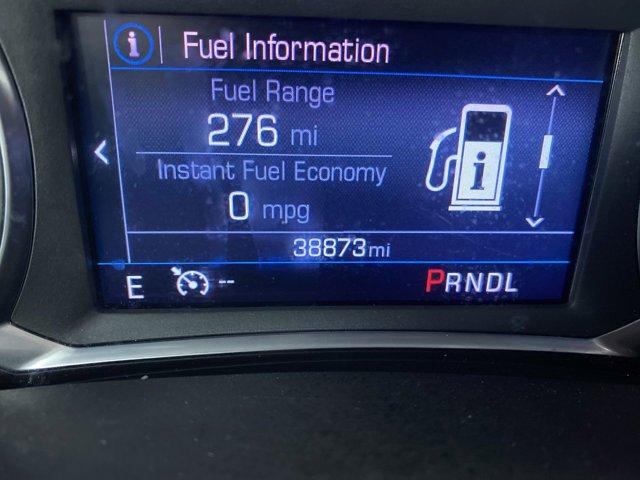 i | Fuel Information
Fuel Range
276 mi
Instant Fuel Economy
0 mpg
i
38873mi
E -- PRNDL